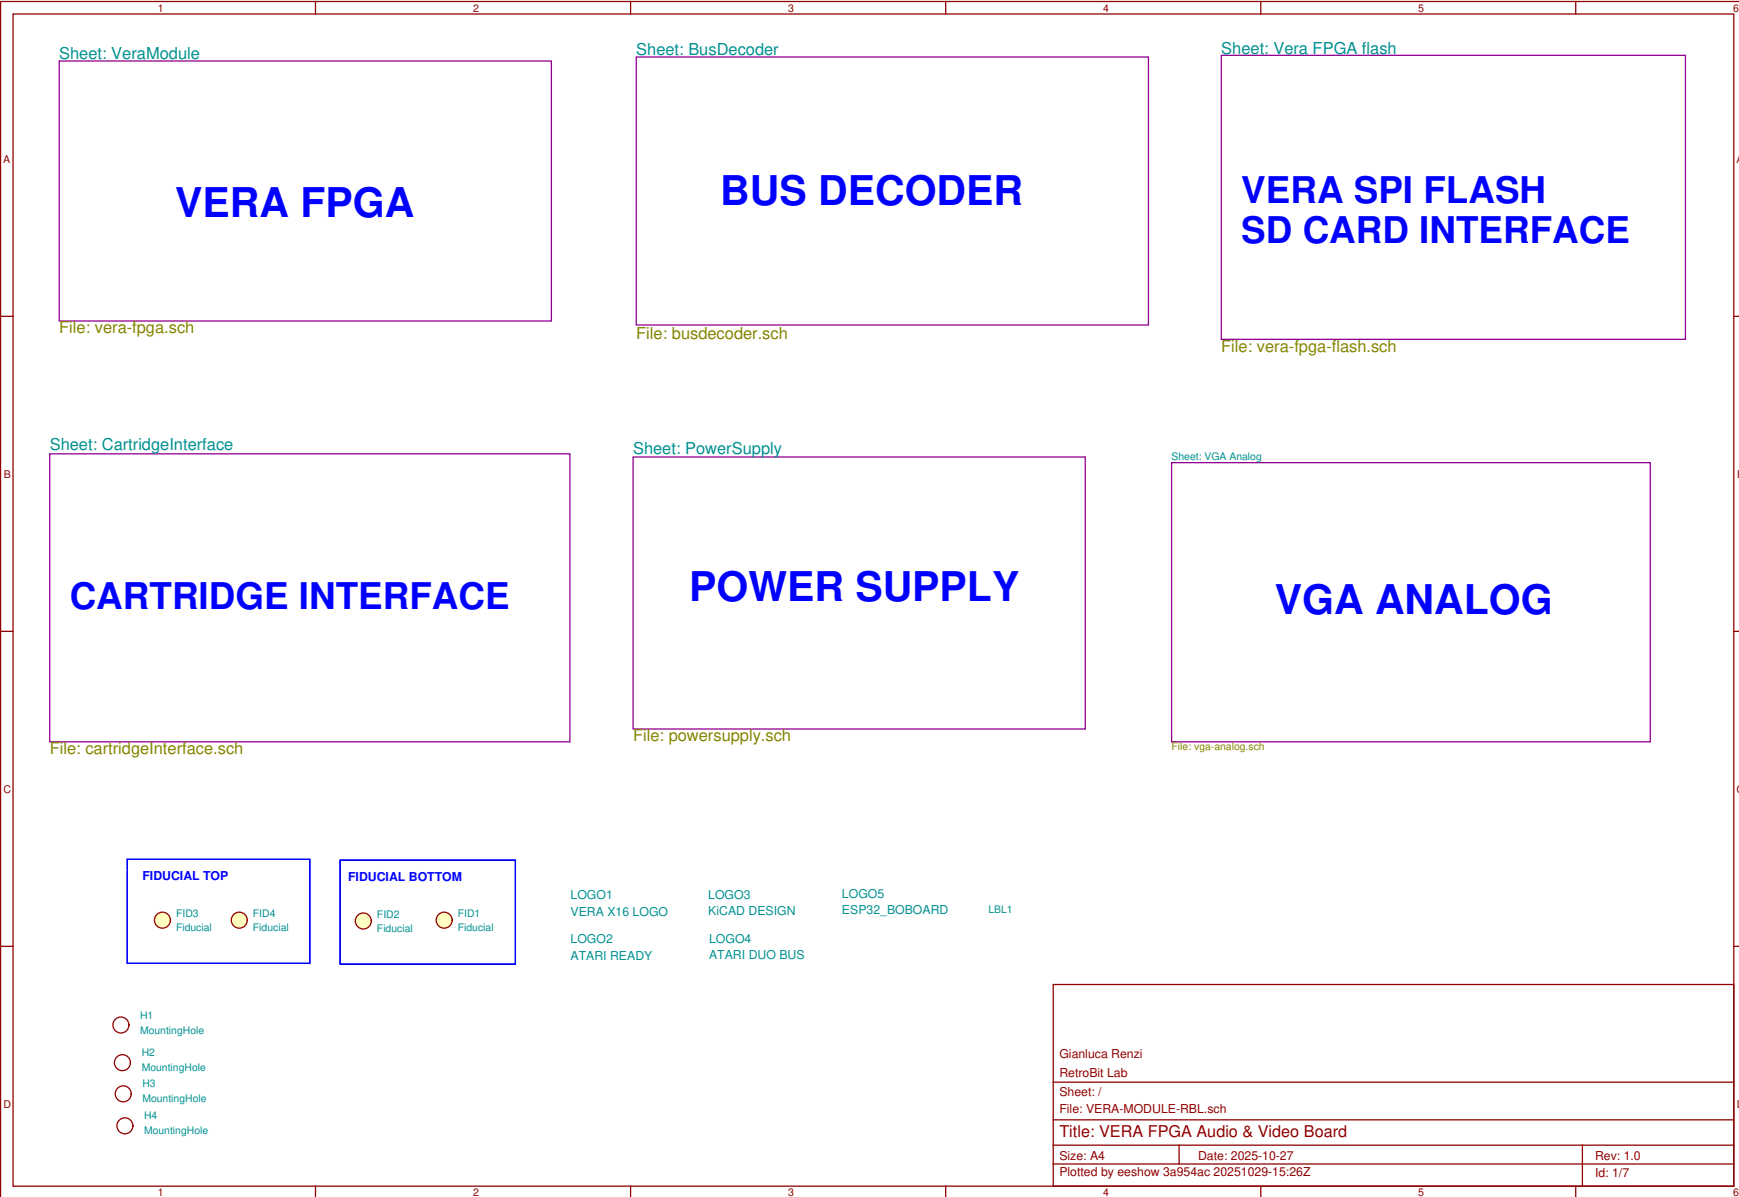 1 2 3 4 5 6
Sheet: VeraModule
VERA FPGA
File: vera-fpga.sch
Sheet: BusDecoder
BUS DECODER
File: busdecoder.sch
Sheet: Vera FPGA flash
VERA SPI FLASH
SD CARD INTERFACE
File: vera-fpga-flash.sch
A
B
C
D
Sheet: CartridgeInterface
CARTRIDGE INTERFACE
File: cartridgeInterface.sch
Sheet: PowerSupply
POWER SUPPLY
File: powersupply.sch
Sheet: VGA Analog
VGA ANALOG
File: vga-analog.sch
FIDUCIAL TOP
FID3
Fiducial
FID4
Fiducial
FIDUCIAL BOTTOM
FID2
Fiducial
FID1
Fiducial
LOGO1
VERA X16 LOGO
LOGO2
ATARI READY
LOGO3
KiCAD DESIGN
LOGO4
ATARI DUO BUS
LOGO5
ESP32_BOBOARD
LBL1
H1
MountingHole
H2
MountingHole
H3
MountingHole
H4
MountingHole
Gianluca Renzi
RetroBit Lab
Sheet: /
File: VERA-MODULE-RBL.sch
Title: VERA FPGA Audio & Video Board
Size: A4 Date: 2025-10-27 Rev: 1.0
Plotted by eeshow 3a954ac 20251029-15:26Z Id: 1/7
1 2 3 4 5 6